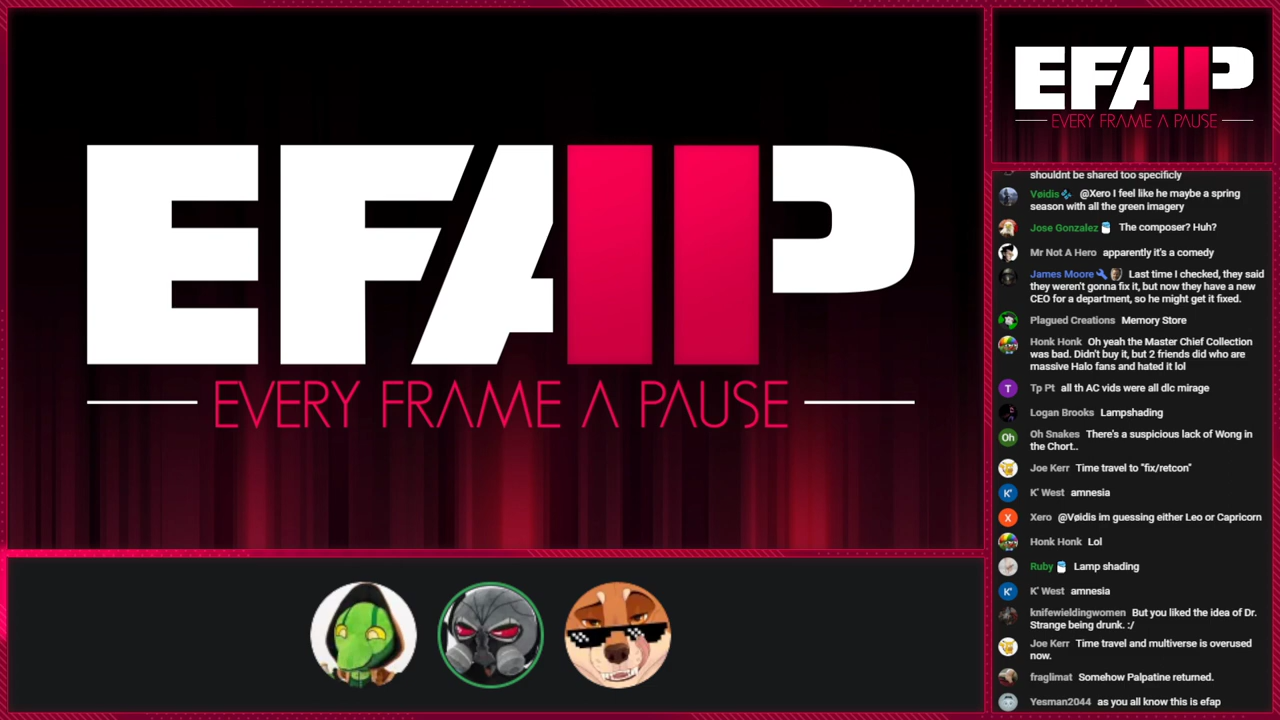 EFAP
EVERY FRAME A PAUSE
EFAP
EVERY FRAME A PAUSE
shouldnt be shared too specificly
Vøidis @Xero I feel like he maybe a spring
season with all the green imagery
Jose Gonzalez The composer? Huh?
Mr Not A Hero apparently it's a comedy
James Moore Last time I checked, they said
they weren't gonna fix it, but now they have a new
CEO for a department, so he might get it fixed.
Plagued Creations Memory Store
Honk Honk Oh yeah the Master Chief Collection
was bad. Didn't buy it, but 2 friends did who are
massive Halo fans and hated it lol
T
Tp Pt all th AC vids were all dlc mirage
Logan Brooks Lampshading
Oh
Oh Snakes There's a suspicious lack of Wong in
the Chort..
Joe Kerr Time travel to "fix/retcon"
K'
K' West amnesia
X
Xero @Vøidis im guessing either Leo or Capricorn
Honk Honk Lol
Ruby Lamp shading
K'
K' West amnesia
knifewieldingwomen But you liked the idea of Dr.
Strange being drunk. :/
Joe Kerr Time travel and multiverse is overused
now.
fraglimat Somehow Palpatine returned.
Yesman2044 as you all know this is efap